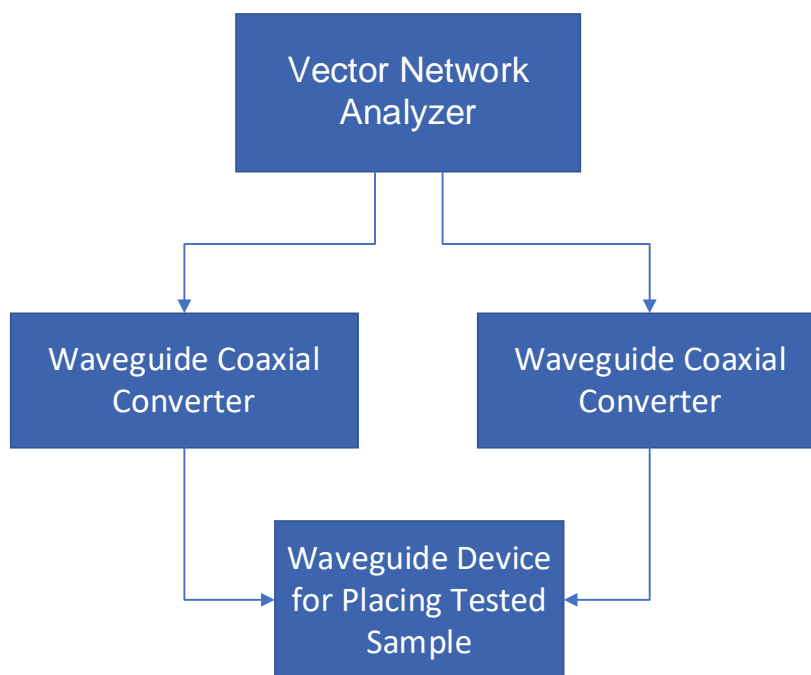 Vector Network
Analyzer
Waveguide Coaxial
Converter
Waveguide Coaxial
Converter
Waveguide Device
for Placing Tested
Sample